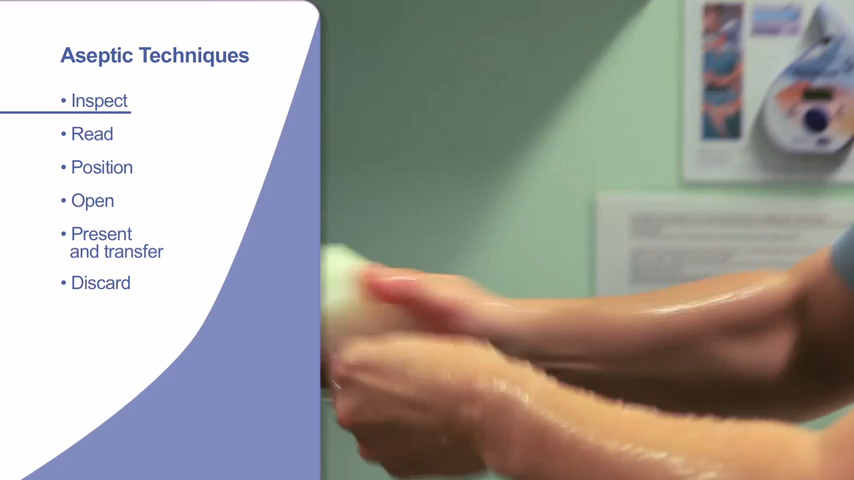 Aseptic Techniques
• Inspect
• Read
• Position
• Open
• Present
and transfer
• Discard